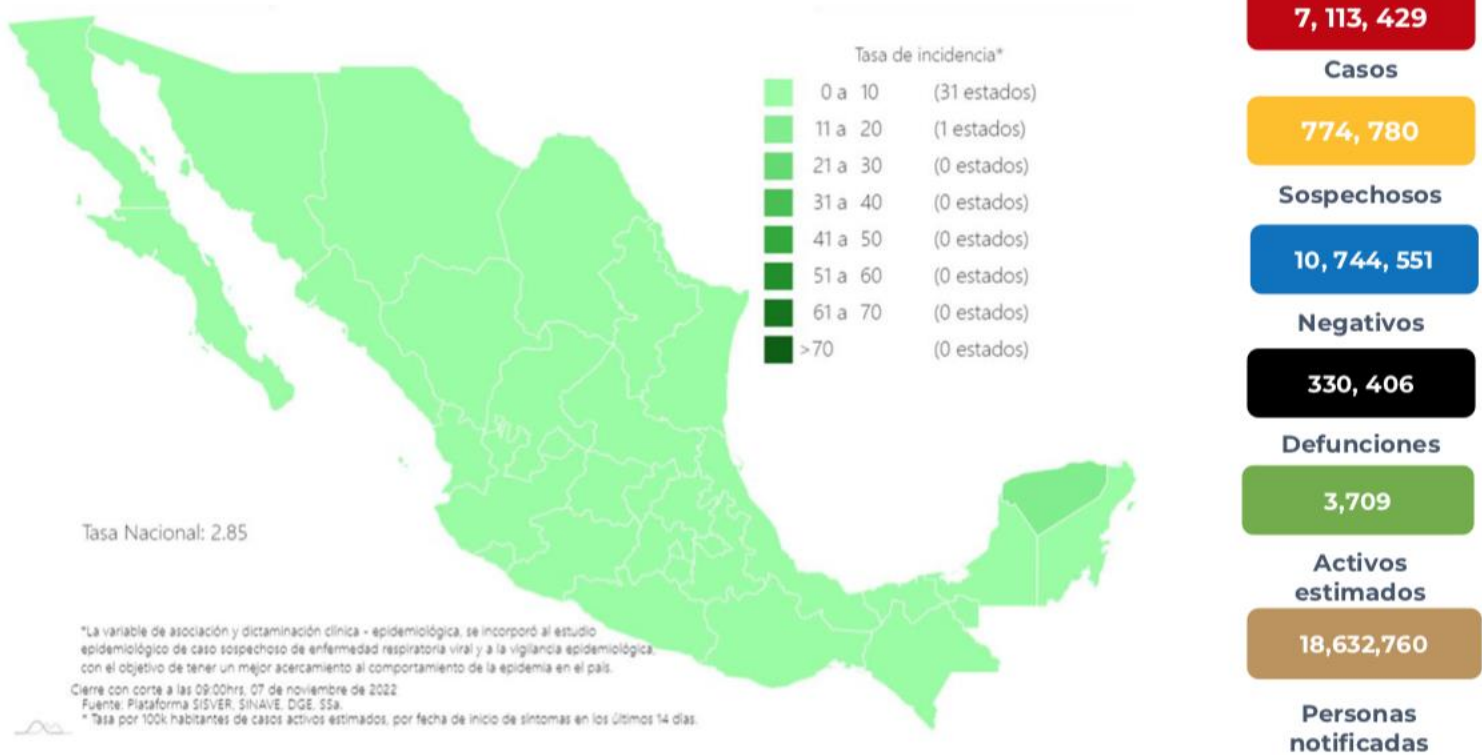 Tasa de incidencia*
0 a 10 (31 estados)
11 a 20 (1 estados)
21 a 30 (0 estados)
31 a 40 (0 estados)
41 a 50 (0 estados)
51 a 60 (0 estados)
61 a 70 (0 estados)
>70 (0 estados)
Tasa Nacional: 2.85
*La variable de asociación y dictaminación clínica - epidemiológica, se incorporó al estudio
epidemiológico de caso sospechoso de enfermedad respiratoria viral y a la vigilancia epidemiológica,
con el objetivo de tener un mejor acercamiento al comportamiento de la epidemia en el país.
Cierre con corte a las 09:00hrs, 07 de noviembre de 2022
Fuente: Plataforma SISVER, SINAVE, DGE, SSa.
* Tasa por 100k habitantes de casos activos estimados, por fecha de inicio de síntomas en los últimos 14 días.
7, 113, 429
Casos
774, 780
Sospechosos
10, 744, 551
Negativos
330, 406
Defunciones
3,709
Activos
estimados
18,632,760
Personas
notificadas